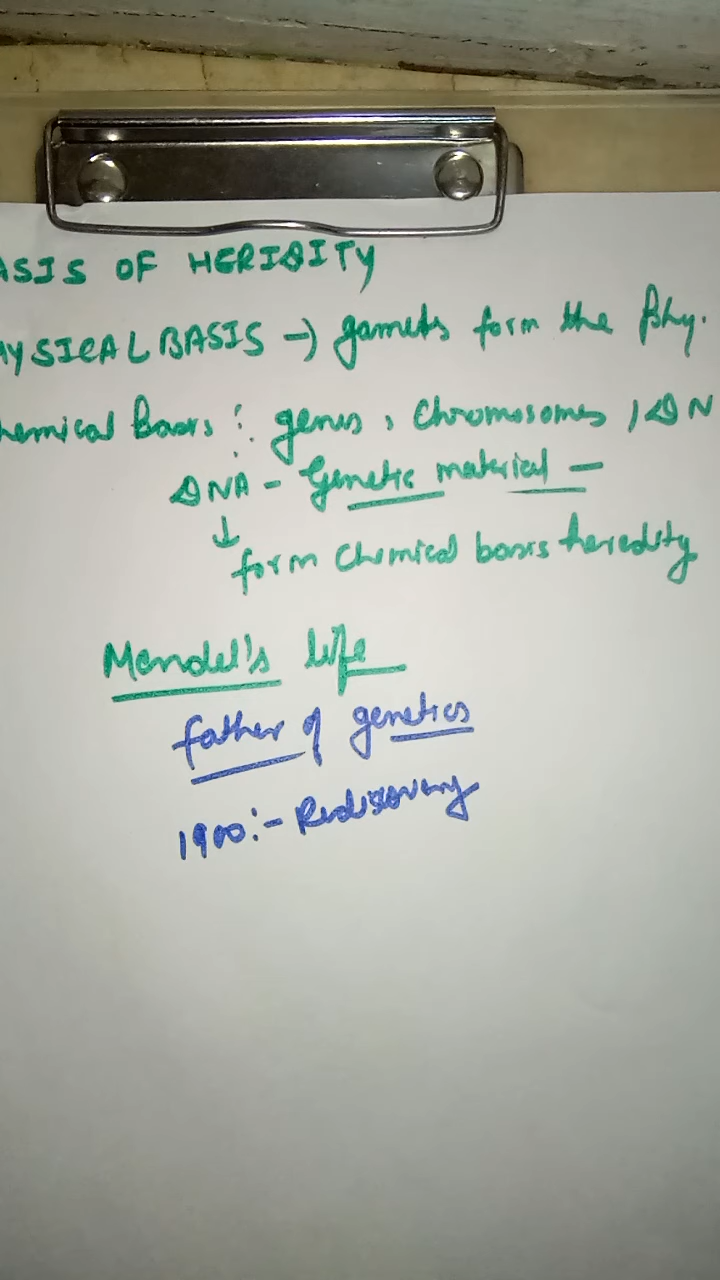 ASIS OF HERIDITY
AYSICAL BASIS → gamets form the Phy.
hemical Basis : genes, Chromosomes, DN
DNA - Genetic material -
↓
form Chemical basis heredity
Mendel's life
father of genetics
1900:- Rediscovery